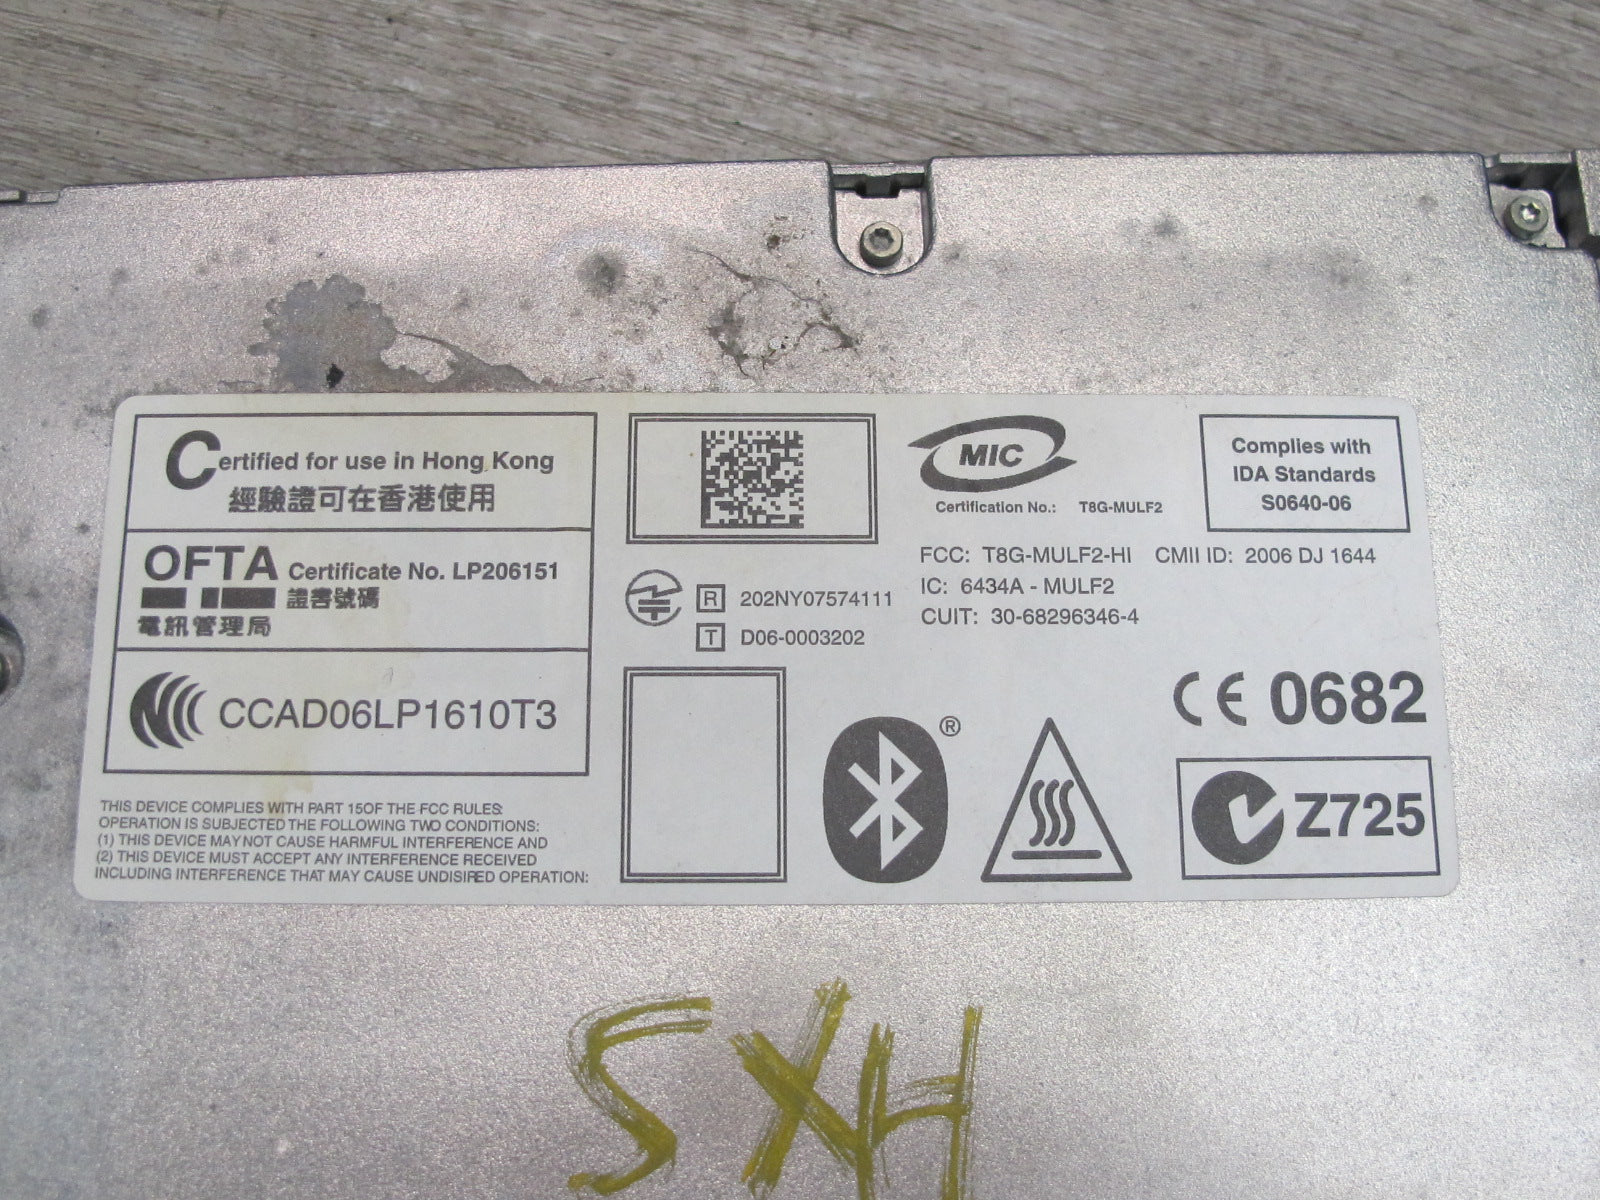 Certified for use in Hong Kong
經驗證可在香港使用
OFTA Certificate No. LP206151
證書號碼
電訊管理局
CCAD06LP1610T3
THIS DEVICE COMPLIES WITH PART 15OF THE FCC RULES:
OPERATION IS SUBJECTED THE FOLLOWING TWO CONDITIONS:
(1) THIS DEVICE MAY NOT CAUSE HARMFUL INTERFERENCE AND
(2) THIS DEVICE MUST ACCEPT ANY INTERFERENCE RECEIVED
INCLUDING INTERFERENCE THAT MAY CAUSE UNDISIRED OPERATION:
R 202NY07574111
T D06-0003202
MIC
Certification No.: T8G-MULF2
Complies with
IDA Standards
S0640-06
FCC: T8G-MULF2-HI CMII ID: 2006 DJ 1644
IC: 6434A - MULF2
CUIT: 30-68296346-4
CE 0682
®
Z725
5XH